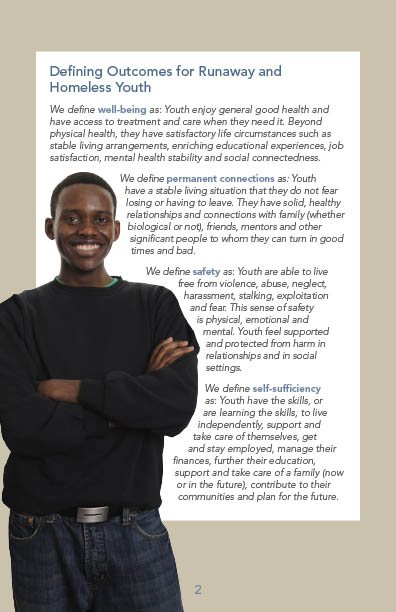 Defining Outcomes for Runaway and
Homeless Youth
We define well-being as: Youth enjoy general good health and
have access to treatment and care when they need it. Beyond
physical health, they have satisfactory life circumstances such as
stable living arrangements, enriching educational experiences, job
satisfaction, mental health stability and social connectedness.
We define permanent connections as: Youth
have a stable living situation that they do not fear
losing or having to leave. They have solid, healthy
relationships and connections with family (whether
biological or not), friends, mentors and other
significant people to whom they can turn in good
times and bad.
We define safety as: Youth are able to live
free from violence, abuse, neglect,
harassment, stalking, exploitation
and fear. This sense of safety
is physical, emotional and
mental. Youth feel supported
and protected from harm in
relationships and in social
settings.
We define self-sufficiency
as: Youth have the skills, or
are learning the skills, to live
independently, support and
take care of themselves, get
and stay employed, manage their
finances, further their education,
support and take care of a family (now
or in the future), contribute to their
communities and plan for the future.
2